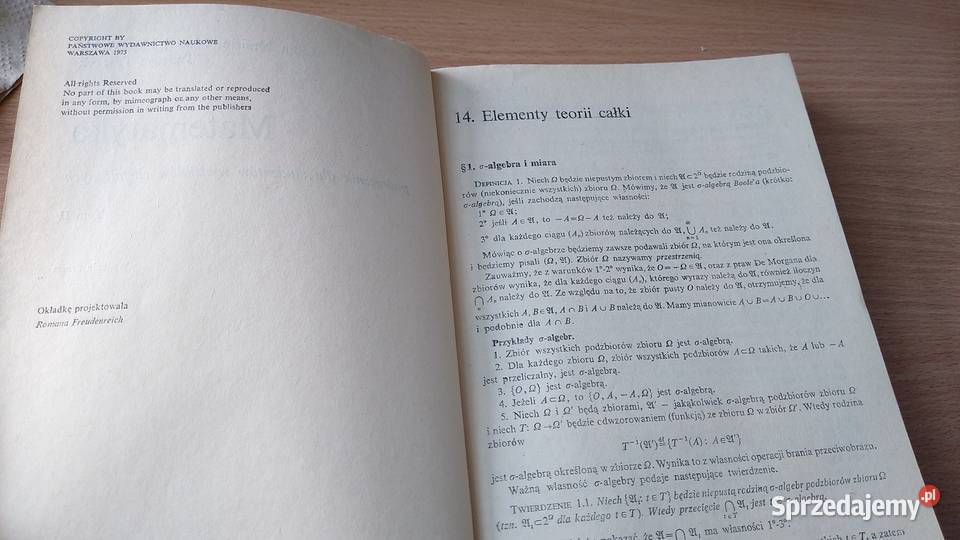 COPYRIGHT BY
PAŃSTWOWE WYDAWNICTWO NAUKOWE
WARSZAWA 1975
All rights Reserved
No part of this book may be translated or reproduced
in any form, by mimeograph or any other means,
without permission in writing from the publishers
Okładkę projektowała
Romana Freudenreich
14. Elementy teorii całki
§ 1. σ-algebra i miara
DEFINICJA 1. Niech Ω będzie niepustym zbiorem i niech 𝔄⊂2^Ω będzie rodziną podzbio-
rów (niekoniecznie wszystkich) zbioru Ω. Mówimy, że 𝔄 jest σ-algebrą Boole'a (krótko:
σ-algebrą), jeśli zachodzą następujące własności:
1° Ω∈𝔄;
2° jeśli A∈𝔄, to −A=Ω−A też należy do 𝔄;
3° dla każdego ciągu (Aₙ) zbiorów należących do 𝔄, ⋃_{n=1}^{∞} Aₙ też należy do 𝔄.
Mówiąc o σ-algebrze będziemy zawsze podawali zbiór Ω, na którym jest ona określona
i będziemy pisali (Ω, 𝔄). Zbiór Ω nazywamy przestrzenią.
Zauważmy, że z warunków 1°-2° wynika, że O=−Ω∈𝔄, oraz z praw De Morgana dla
zbiorów wynika, że dla każdego ciągu (Aₙ), którego wyrazy należą do 𝔄, również iloczyn
⋂ₙ Aₙ należy do 𝔄. Ze względu na to, że zbiór pusty O należy do 𝔄, otrzymujemy, że dla
wszystkich A, B∈𝔄, A∩B i A∪B należą do 𝔄. Mamy mianowicie A∪B=A∪B∪O∪...
i podobnie dla A∩B.
Przykłady σ-algebr.
1. Zbiór wszystkich podzbiorów zbioru Ω jest σ-algebrą.
2. Dla każdego zbioru Ω, zbiór wszystkich podzbiorów A⊂Ω takich, że A lub −A
jest przeliczalny, jest σ-algebrą.
3. {O, Ω} jest σ-algebrą.
4. Jeżeli A⊂Ω, to {O, A, −A, Ω} jest σ-algebrą.
5. Niech Ω i Ω' będą zbiorami, 𝔄' − jakąkolwiek σ-algebrą podzbiorów zbioru Ω
i niech T: Ω→Ω' będzie odwzorowaniem (funkcją) ze zbioru Ω w zbiór Ω'. Wtedy rodzina
zbiorów
T⁻¹(𝔄') ≝ {T⁻¹(A): A∈𝔄'}
jest σ-algebrą określoną w zbiorze Ω. Wynika to z własności operacji brania przeciwobrazu.
Ważną własność σ-algebry podaje następujące twierdzenie.
TWIERDZENIE 1.1. Niech {𝔄ₜ: t∈T} będzie niepustą rodziną σ-algebr podzbiorów zbioru Ω
(tzn. 𝔄ₜ⊂2^Ω dla każdego t∈T). Wtedy przecięcie ⋂_{t∈T} 𝔄ₜ jest σ-algebrą.
że 𝔄=⋂𝔄ₜ ma własności 1°-3°.
t∈T, a zatem
Sprzedajemy.pl